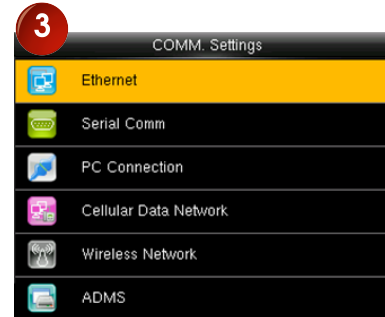 3
COMM. Settings
Ethernet
Serial Comm
PC Connection
Cellular Data Network
Wireless Network
ADMS